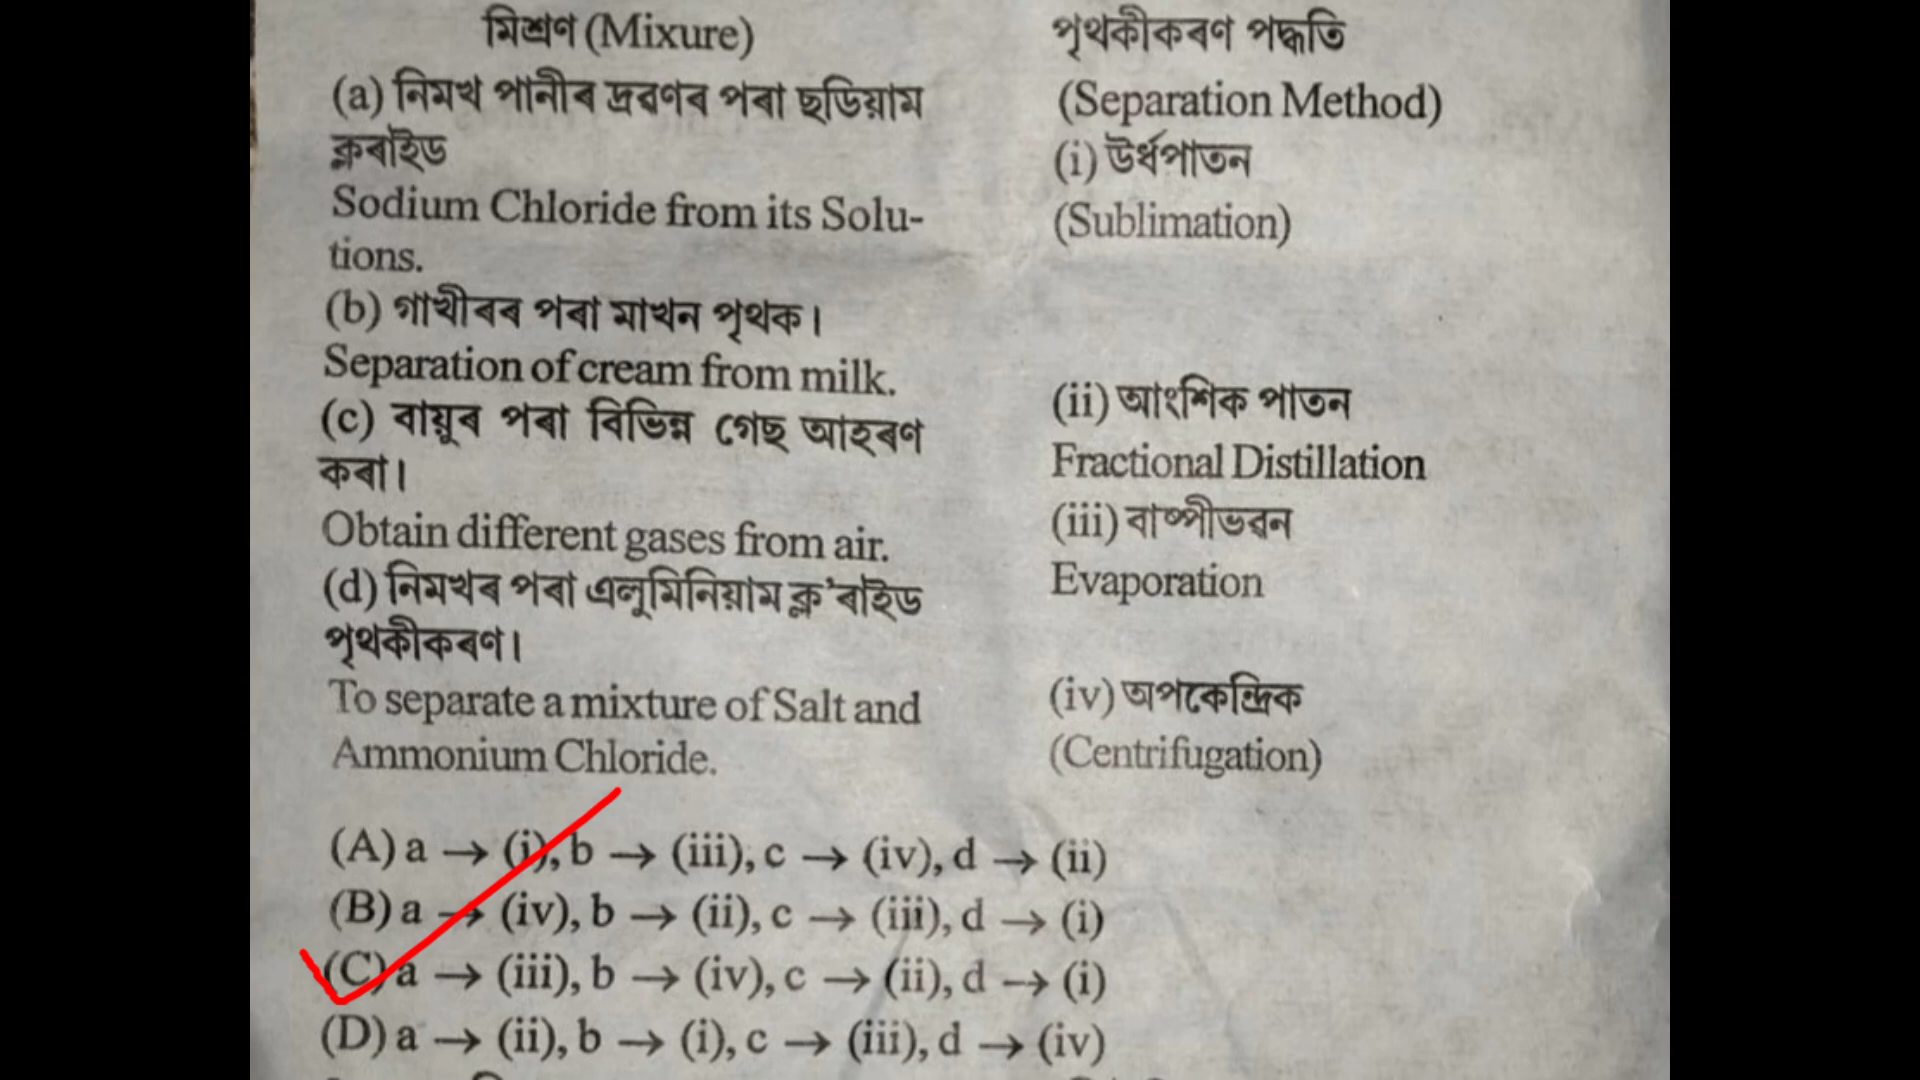 মিশ্ৰণ (Mixure)
পৃথকীকৰণ পদ্ধতি
(Separation Method)
(a) নিমখ পানীৰ দ্ৰৱণৰ পৰা ছডিয়াম
ক্লৰাইড
Sodium Chloride from its Solu-
tions.
(i) উৰ্ধপাতন
(Sublimation)
(b) গাখীৰৰ পৰা মাখন পৃথক।
Separation of cream from milk.
(ii) আংশিক পাতন
Fractional Distillation
(c) বায়ুৰ পৰা বিভিন্ন গেছ আহৰণ
কৰা।
Obtain different gases from air.
(iii) বাষ্পীভৱন
Evaporation
(d) নিমখৰ পৰা এলুমিনিয়াম ক্ল'ৰাইড
পৃথকীকৰণ।
To separate a mixture of Salt and
Ammonium Chloride.
(iv) অপকেন্দ্ৰিক
(Centrifugation)
(A) a → (i), b → (iii), c → (iv), d → (ii)
(B) a → (iv), b → (ii), c → (iii), d → (i)
(C) a → (iii), b → (iv), c → (ii), d → (i)
(D) a → (ii), b → (i), c → (iii), d → (iv)